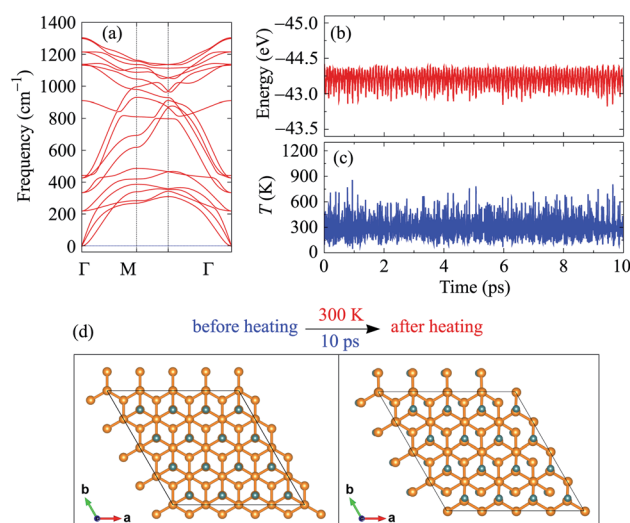 (a)
1400
1200
1000
800
600
400
200
0
Frequency (cm⁻¹)
Γ M Γ
(b)
−45.0
−44.0
−43.0
−43.5
Energy (eV)
(c)
1200
900
600
300
0
T (K)
0 2 4 6 8 10
Time (ps)
(d)
before heating 300 K after heating
10 ps
b
a
b
a